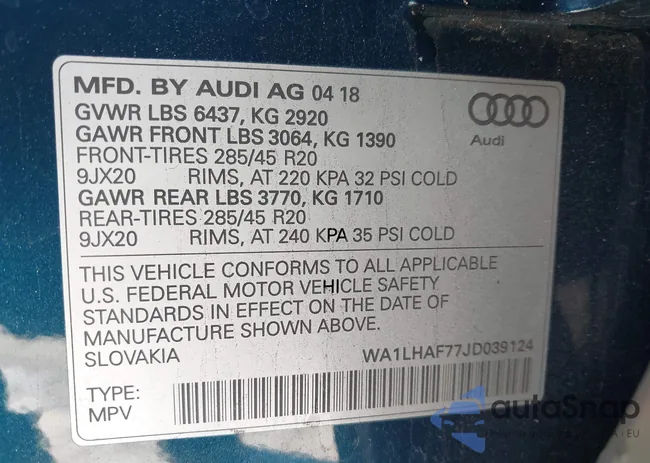 MFD. BY AUDI AG 04 18
GVWR LBS 6437, KG 2920
GAWR FRONT LBS 3064, KG 1390
FRONT-TIRES 285/45 R20
9JX20 RIMS, AT 220 KPA 32 PSI COLD
GAWR REAR LBS 3770, KG 1710
REAR-TIRES 285/45 R20
9JX20 RIMS, AT 240 KPA 35 PSI COLD
Audi
THIS VEHICLE CONFORMS TO ALL APPLICABLE
U.S. FEDERAL MOTOR VEHICLE SAFETY
STANDARDS IN EFFECT ON THE DATE OF
MANUFACTURE SHOWN ABOVE.
SLOVAKIA WA1LHAF77JD039124
TYPE:
MPV
autoSnap